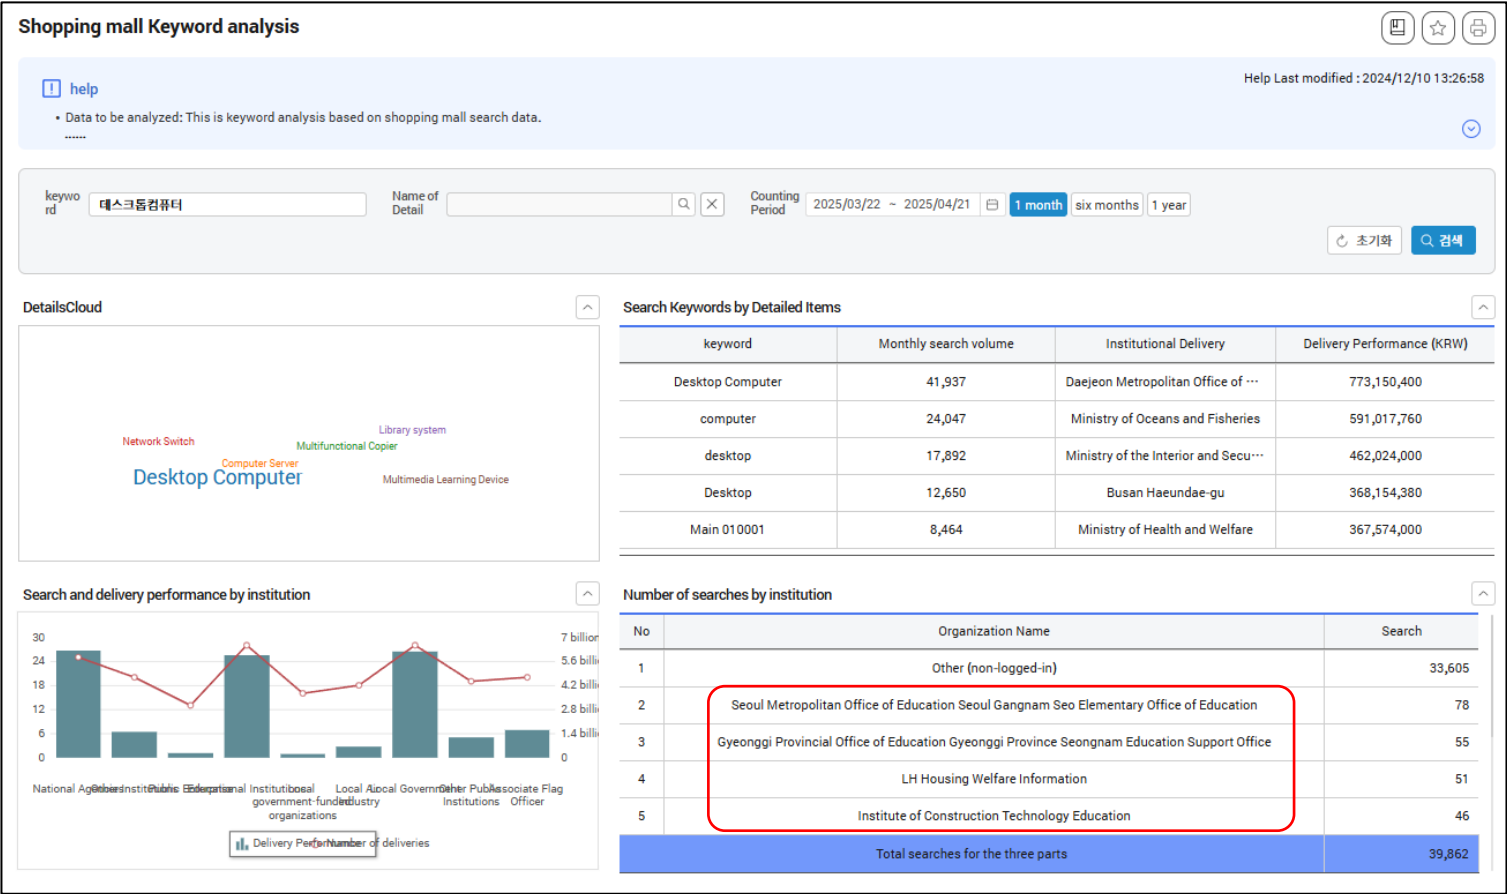 Shopping mall Keyword analysis
help
Help Last modified : 2024/12/10 13:26:58
• Data to be analyzed: This is keyword analysis based on shopping mall search data.
......
keywo
rd
데스크톱컴퓨터
Name of
Detail
Counting
Period
2025/03/22 ~ 2025/04/21
1 month
six months
1 year
초기화
검색
DetailsCloud
Network Switch
Library system
Multifunctional Copier
Computer Server
Desktop Computer
Multimedia Learning Device
Search Keywords by Detailed Items
keyword Monthly search volume Institutional Delivery Delivery Performance (KRW)
Desktop Computer 41,937 Daejeon Metropolitan Office of ··· 773,150,400
computer 24,047 Ministry of Oceans and Fisheries 591,017,760
desktop 17,892 Ministry of the Interior and Secu··· 462,024,000
Desktop 12,650 Busan Haeundae-gu 368,154,380
Main 010001 8,464 Ministry of Health and Welfare 367,574,000
Search and delivery performance by institution
30 7 billion
24 5.6 billi
18 4.2 billi
12 2.8 billi
6 1.4 billi
0 0
National
Local
government-funded
organizations
Local
Industry
Local Government
Other
Institutions
Associate Flag
Officer
Delivery
Number of deliveries
Number of searches by institution
No Organization Name Search
1 Other (non-logged-in) 33,605
2 Seoul Metropolitan Office of Education Seoul Gangnam Seo Elementary Office of Education 78
3 Gyeonggi Provincial Office of Education Gyeonggi Province Seongnam Education Support Office 55
4 LH Housing Welfare Information 51
5 Institute of Construction Technology Education 46
Total searches for the three parts 39,862